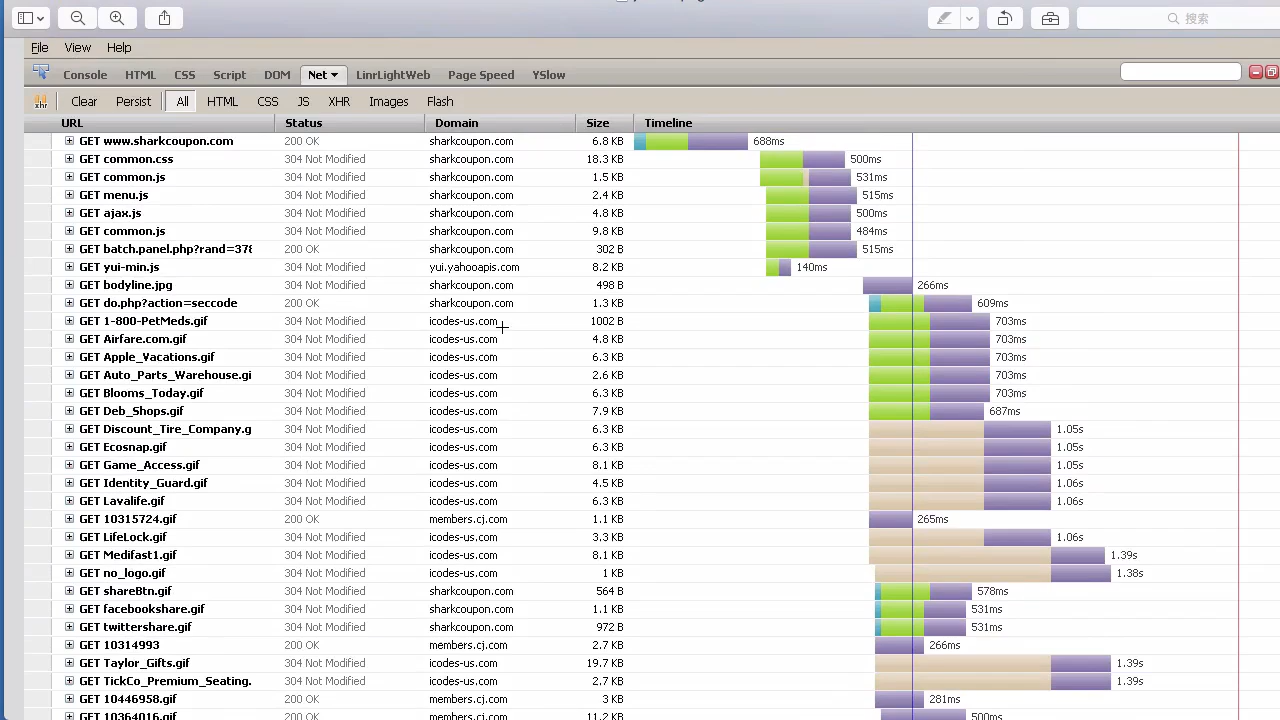 搜索
File View Help
Console HTML CSS Script DOM Net LinrLightWeb Page Speed YSlow
xhr Clear Persist All HTML CSS JS XHR Images Flash
URL Status Domain Size Timeline
GET www.sharkcoupon.com 200 OK sharkcoupon.com 6.8 KB 688ms
GET common.css 304 Not Modified sharkcoupon.com 18.3 KB 500ms
GET common.js 304 Not Modified sharkcoupon.com 1.5 KB 531ms
GET menu.js 304 Not Modified sharkcoupon.com 2.4 KB 515ms
GET ajax.js 304 Not Modified sharkcoupon.com 4.8 KB 500ms
GET common.js 304 Not Modified sharkcoupon.com 9.8 KB 484ms
GET batch.panel.php?rand=378 200 OK sharkcoupon.com 302 B 515ms
GET yui-min.js 304 Not Modified yui.yahooapis.com 8.2 KB 140ms
GET bodyline.jpg 304 Not Modified sharkcoupon.com 498 B 266ms
GET do.php?action=seccode 200 OK sharkcoupon.com 1.3 KB 609ms
GET 1-800-PetMeds.gif 304 Not Modified icodes-us.com 1002 B 703ms
GET Airfare.com.gif 304 Not Modified icodes-us.com 4.8 KB 703ms
GET Apple_Vacations.gif 304 Not Modified icodes-us.com 6.3 KB 703ms
GET Auto_Parts_Warehouse.gi 304 Not Modified icodes-us.com 2.6 KB 703ms
GET Blooms_Today.gif 304 Not Modified icodes-us.com 6.3 KB 703ms
GET Deb_Shops.gif 304 Not Modified icodes-us.com 7.9 KB 687ms
GET Discount_Tire_Company.g 304 Not Modified icodes-us.com 6.3 KB 1.05s
GET Ecosnap.gif 304 Not Modified icodes-us.com 6.3 KB 1.05s
GET Game_Access.gif 304 Not Modified icodes-us.com 8.1 KB 1.05s
GET Identity_Guard.gif 304 Not Modified icodes-us.com 4.5 KB 1.06s
GET Lavalife.gif 304 Not Modified icodes-us.com 6.3 KB 1.06s
GET 10315724.gif 200 OK members.cj.com 1.1 KB 265ms
GET LifeLock.gif 304 Not Modified icodes-us.com 3.3 KB 1.06s
GET Medifast1.gif 304 Not Modified icodes-us.com 8.1 KB 1.39s
GET no_logo.gif 304 Not Modified icodes-us.com 1 KB 1.38s
GET shareBtn.gif 304 Not Modified sharkcoupon.com 564 B 578ms
GET facebookshare.gif 304 Not Modified sharkcoupon.com 1.1 KB 531ms
GET twittershare.gif 304 Not Modified sharkcoupon.com 972 B 531ms
GET 10314993 200 OK members.cj.com 2.7 KB 266ms
GET Taylor_Gifts.gif 304 Not Modified icodes-us.com 19.7 KB 1.39s
GET TickCo_Premium_Seating. 304 Not Modified icodes-us.com 2.7 KB 1.39s
GET 10446958.gif 200 OK members.cj.com 3 KB 281ms
GET 10364016.gif 200 OK members.cj.com 11.2 KB 500ms